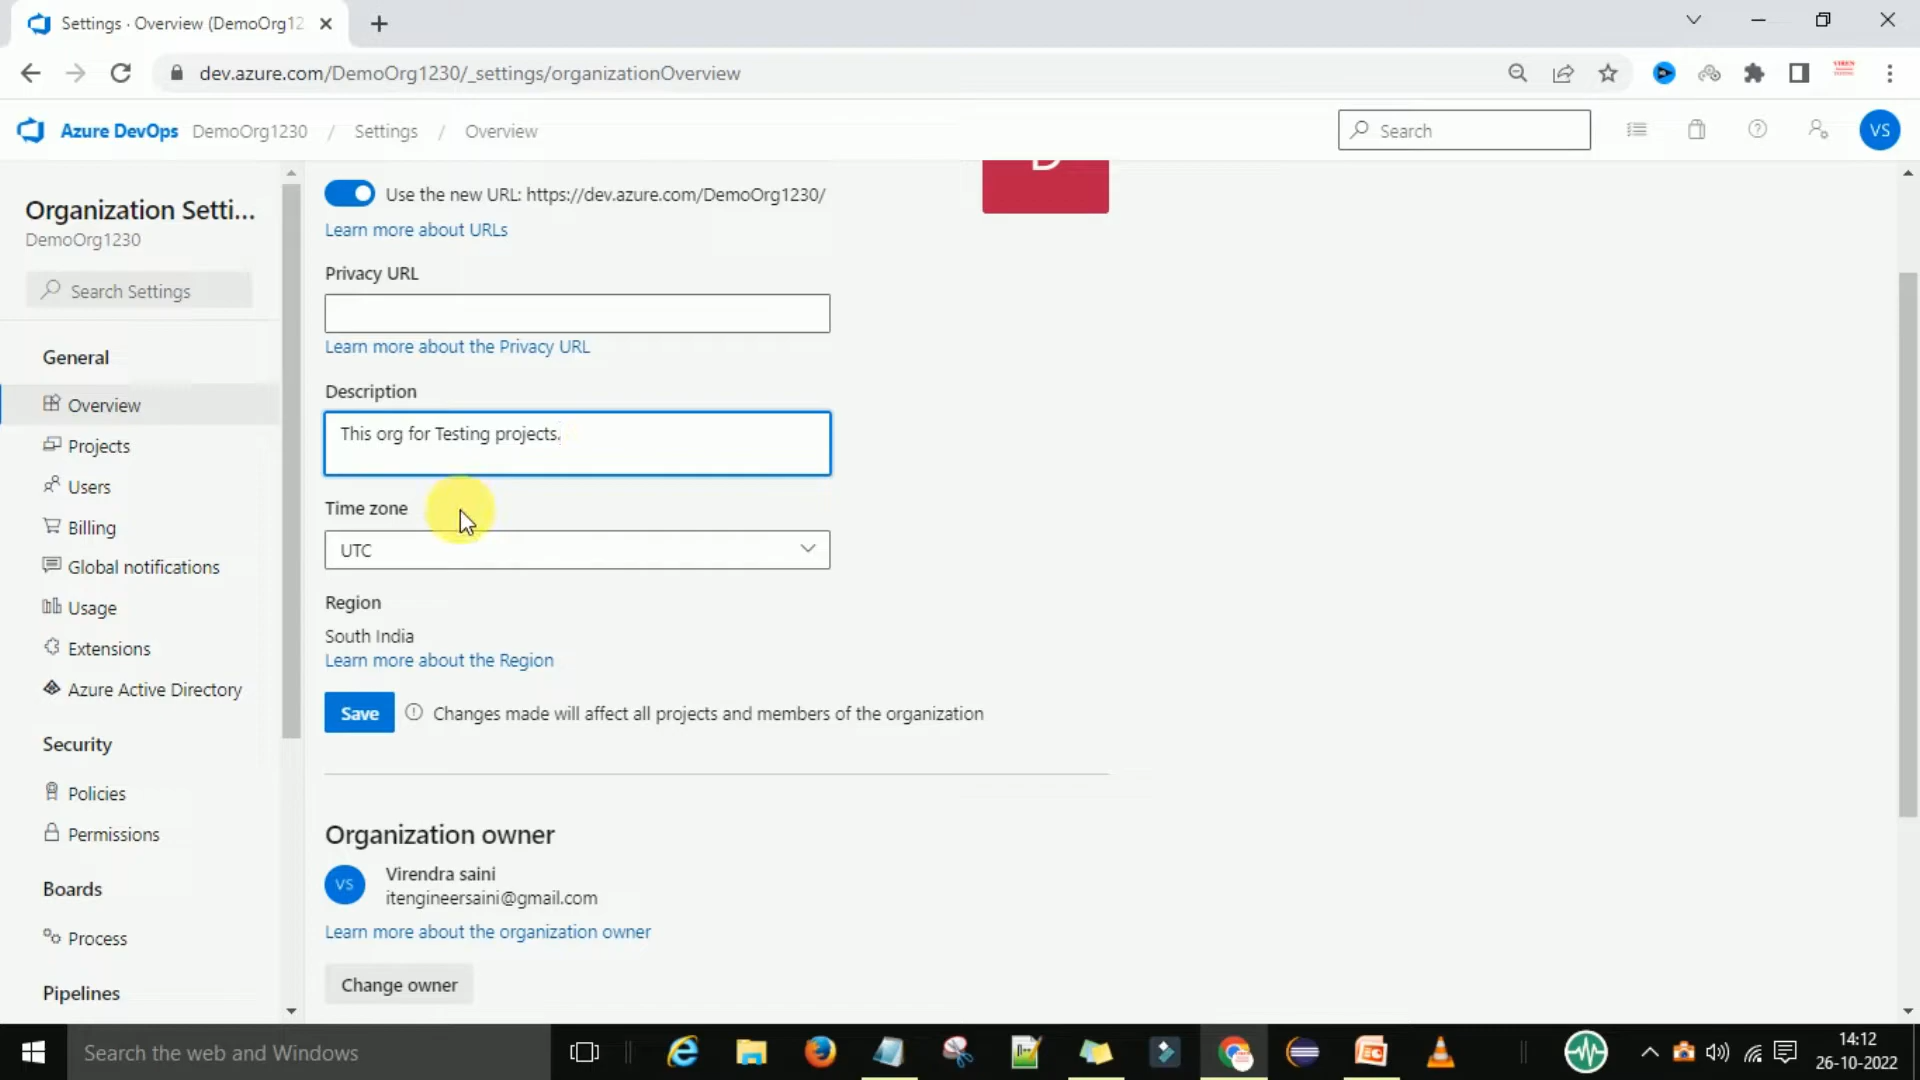 Settings · Overview (DemoOrg12
dev.azure.com/DemoOrg1230/_settings/organizationOverview
Azure DevOps DemoOrg1230 / Settings / Overview
Search
VS
Organization Setti...
DemoOrg1230
Search Settings
General
Overview
Projects
Users
Billing
Global notifications
Usage
Extensions
Azure Active Directory
Security
Policies
Permissions
Boards
Process
Pipelines
D
Use the new URL: https://dev.azure.com/DemoOrg1230/
Learn more about URLs
Privacy URL
Learn more about the Privacy URL
Description
This org for Testing projects.
Time zone
UTC
Region
South India
Learn more about the Region
Save
Changes made will affect all projects and members of the organization
Organization owner
VS
Virendra saini
itengineersaini@gmail.com
Learn more about the organization owner
Change owner
Search the web and Windows
14:12
26-10-2022